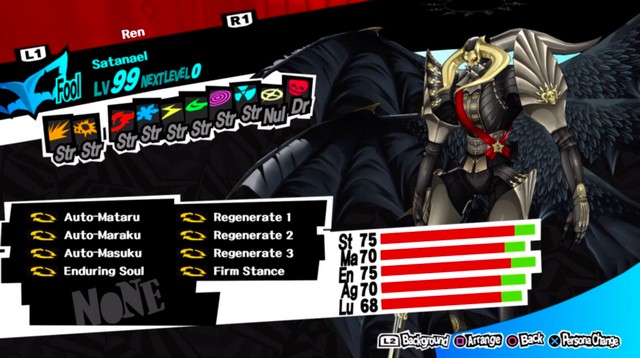 L1
Ren
R1
Fool
Satanael
LV 99 NEXT LEVEL 0
Str Str Str Str Str Str Str Str Nul Dr
Auto-Mataru
Regenerate 1
Auto-Maraku
Regenerate 2
Auto-Masuku
Regenerate 3
Enduring Soul
Firm Stance
NONE
St 75
Ma 70
En 75
Ag 70
Lu 68
L2 Background Arrange Back Persona Change